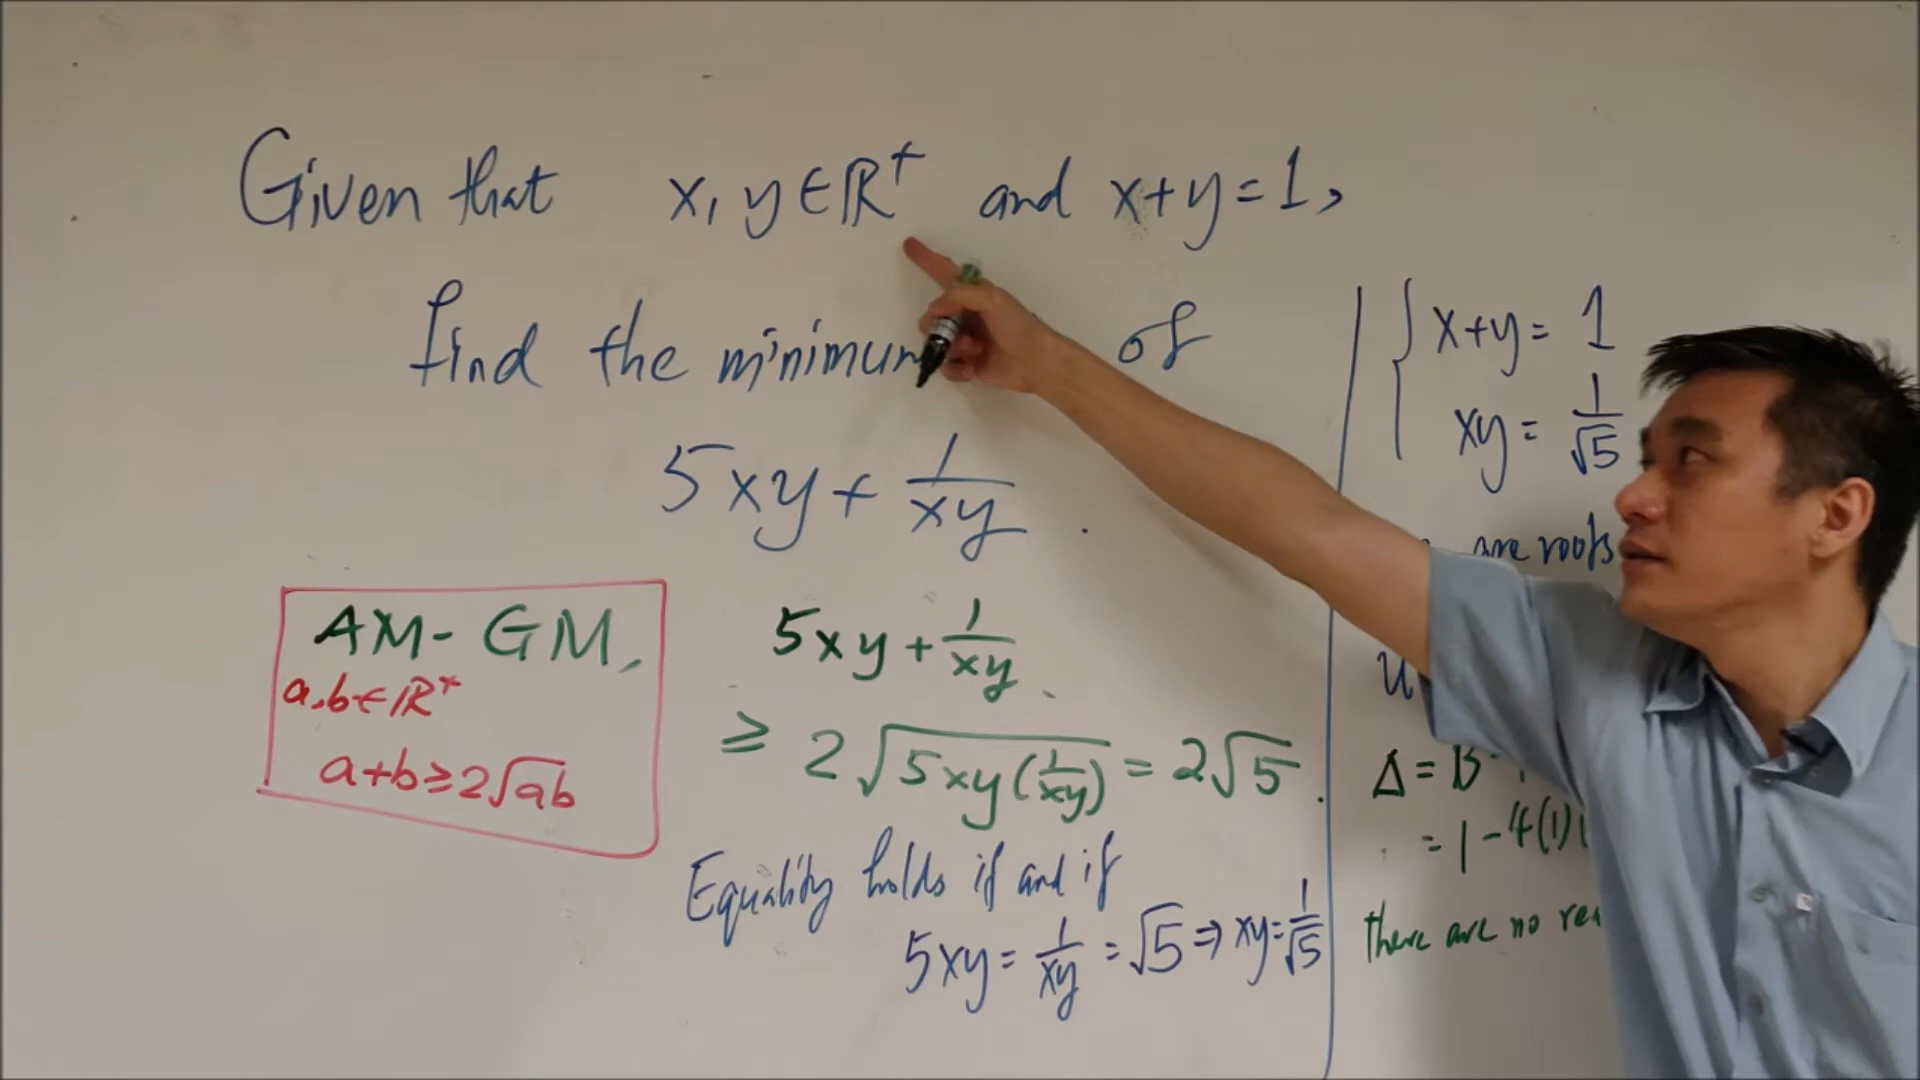 Given that x, y ∈ ℝ⁺ and x+y=1,
find the minimum of
5xy + 1/xy .
AM-GM,
a,b ∈ ℝ⁺
a+b ≥ 2√ab
5xy + 1/xy
≥ 2√5xy(1/xy) = 2√5 .
Equality holds if and if
5xy = 1/xy = √5 ⇒ xy = 1/√5
x+y = 1
xy = 1/√5
are roots
u
Δ =
= 1 - 4(1)
there are no